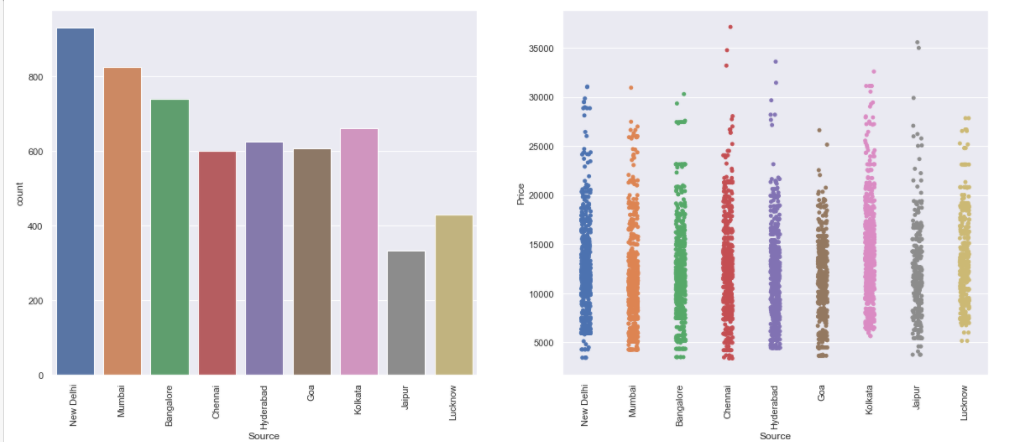 800
600
400
200
0
count
New Delhi
Mumbai
Bangalore
Chennai
Hyderabad
Goa
Kolkata
Jaipur
Lucknow
Source
35000
30000
25000
20000
15000
10000
5000
Price
New Delhi
Mumbai
Bangalore
Chennai
Hyderabad
Goa
Kolkata
Jaipur
Lucknow
Source